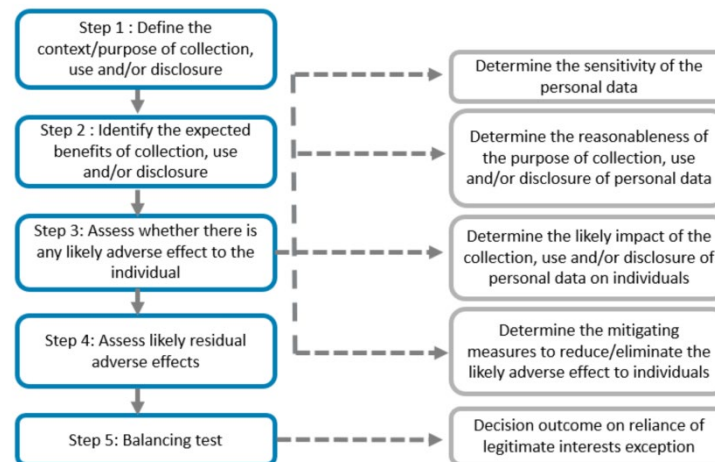 Step 1 : Define the
context/purpose of collection,
use and/or disclosure
Step 2 : Identify the expected
benefits of collection, use
and/or disclosure
Step 3: Assess whether there is
any likely adverse effect to the
individual
Step 4: Assess likely residual
adverse effects
Step 5: Balancing test
Determine the sensitivity of the
personal data
Determine the reasonableness of
the purpose of collection, use
and/or disclosure of personal data
Determine the likely impact of the
collection, use and/or disclosure of
personal data on individuals
Determine the mitigating
measures to reduce/eliminate the
likely adverse effect to individuals
Decision outcome on reliance of
legitimate interests exception